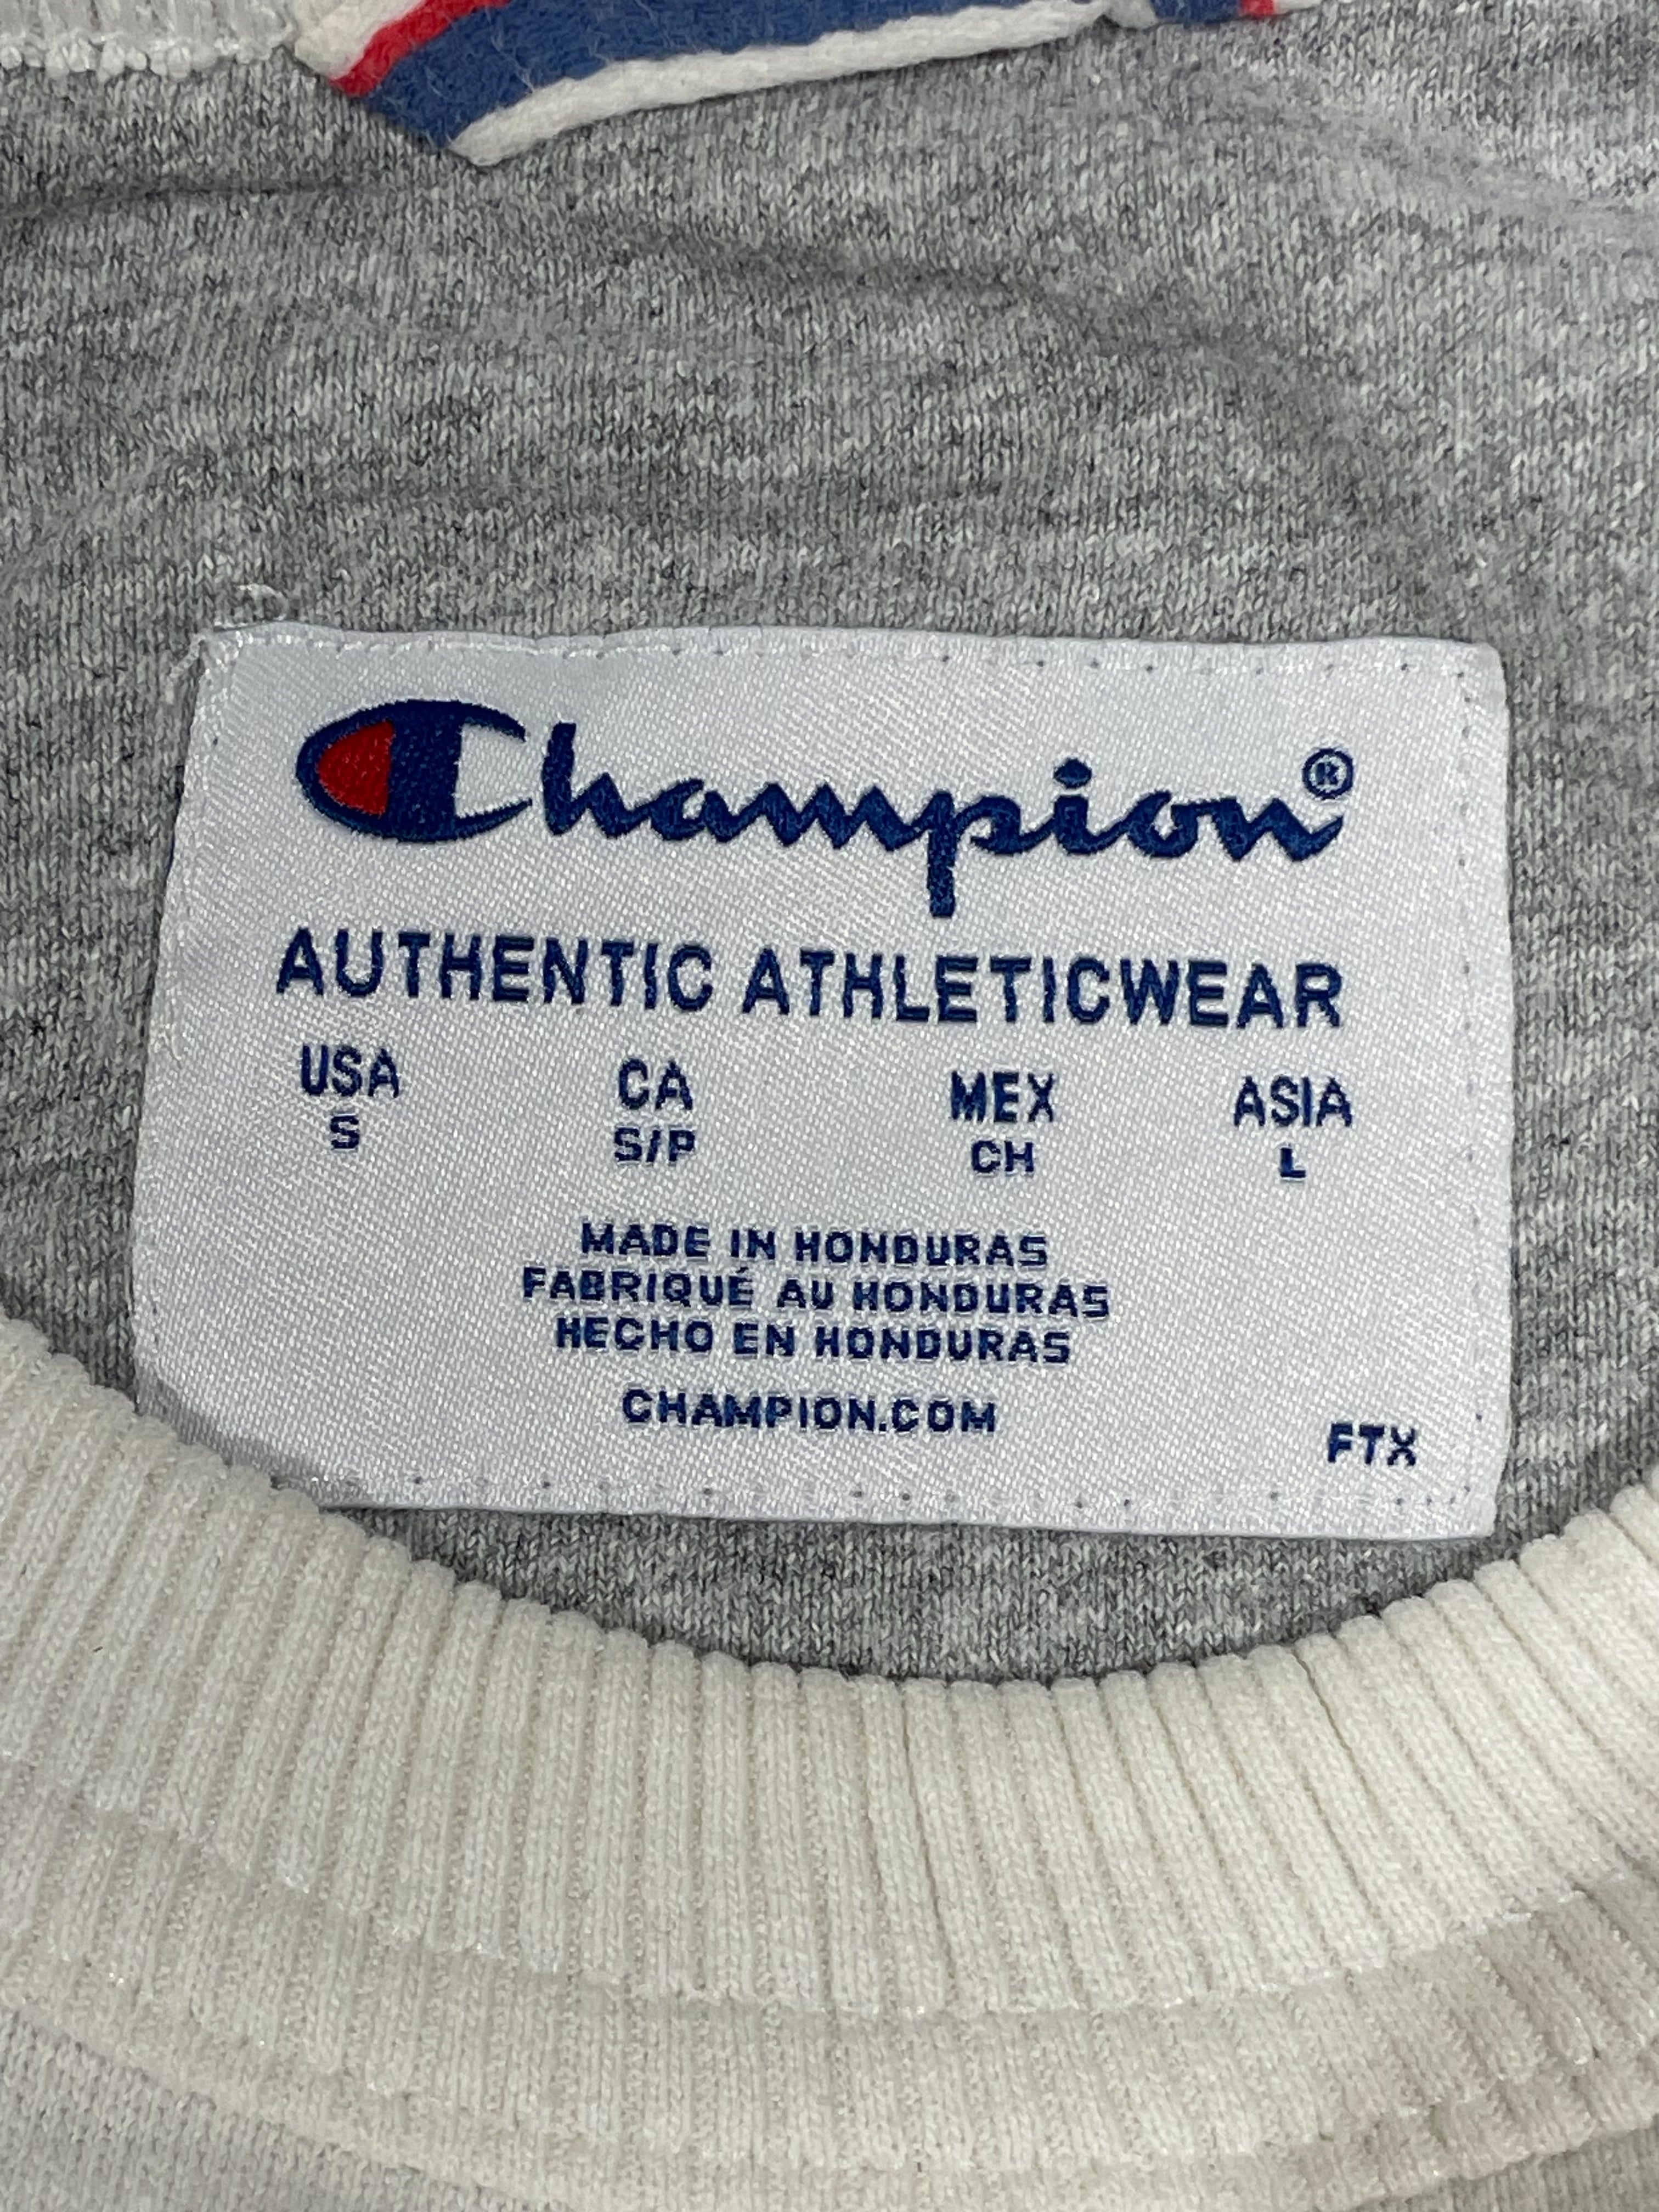 Champion®
AUTHENTIC ATHLETICWEAR
USA CA MEX ASIA
S S/P CH L
MADE IN HONDURAS
FABRIQUÉ AU HONDURAS
HECHO EN HONDURAS
CHAMPION.COM
FTX